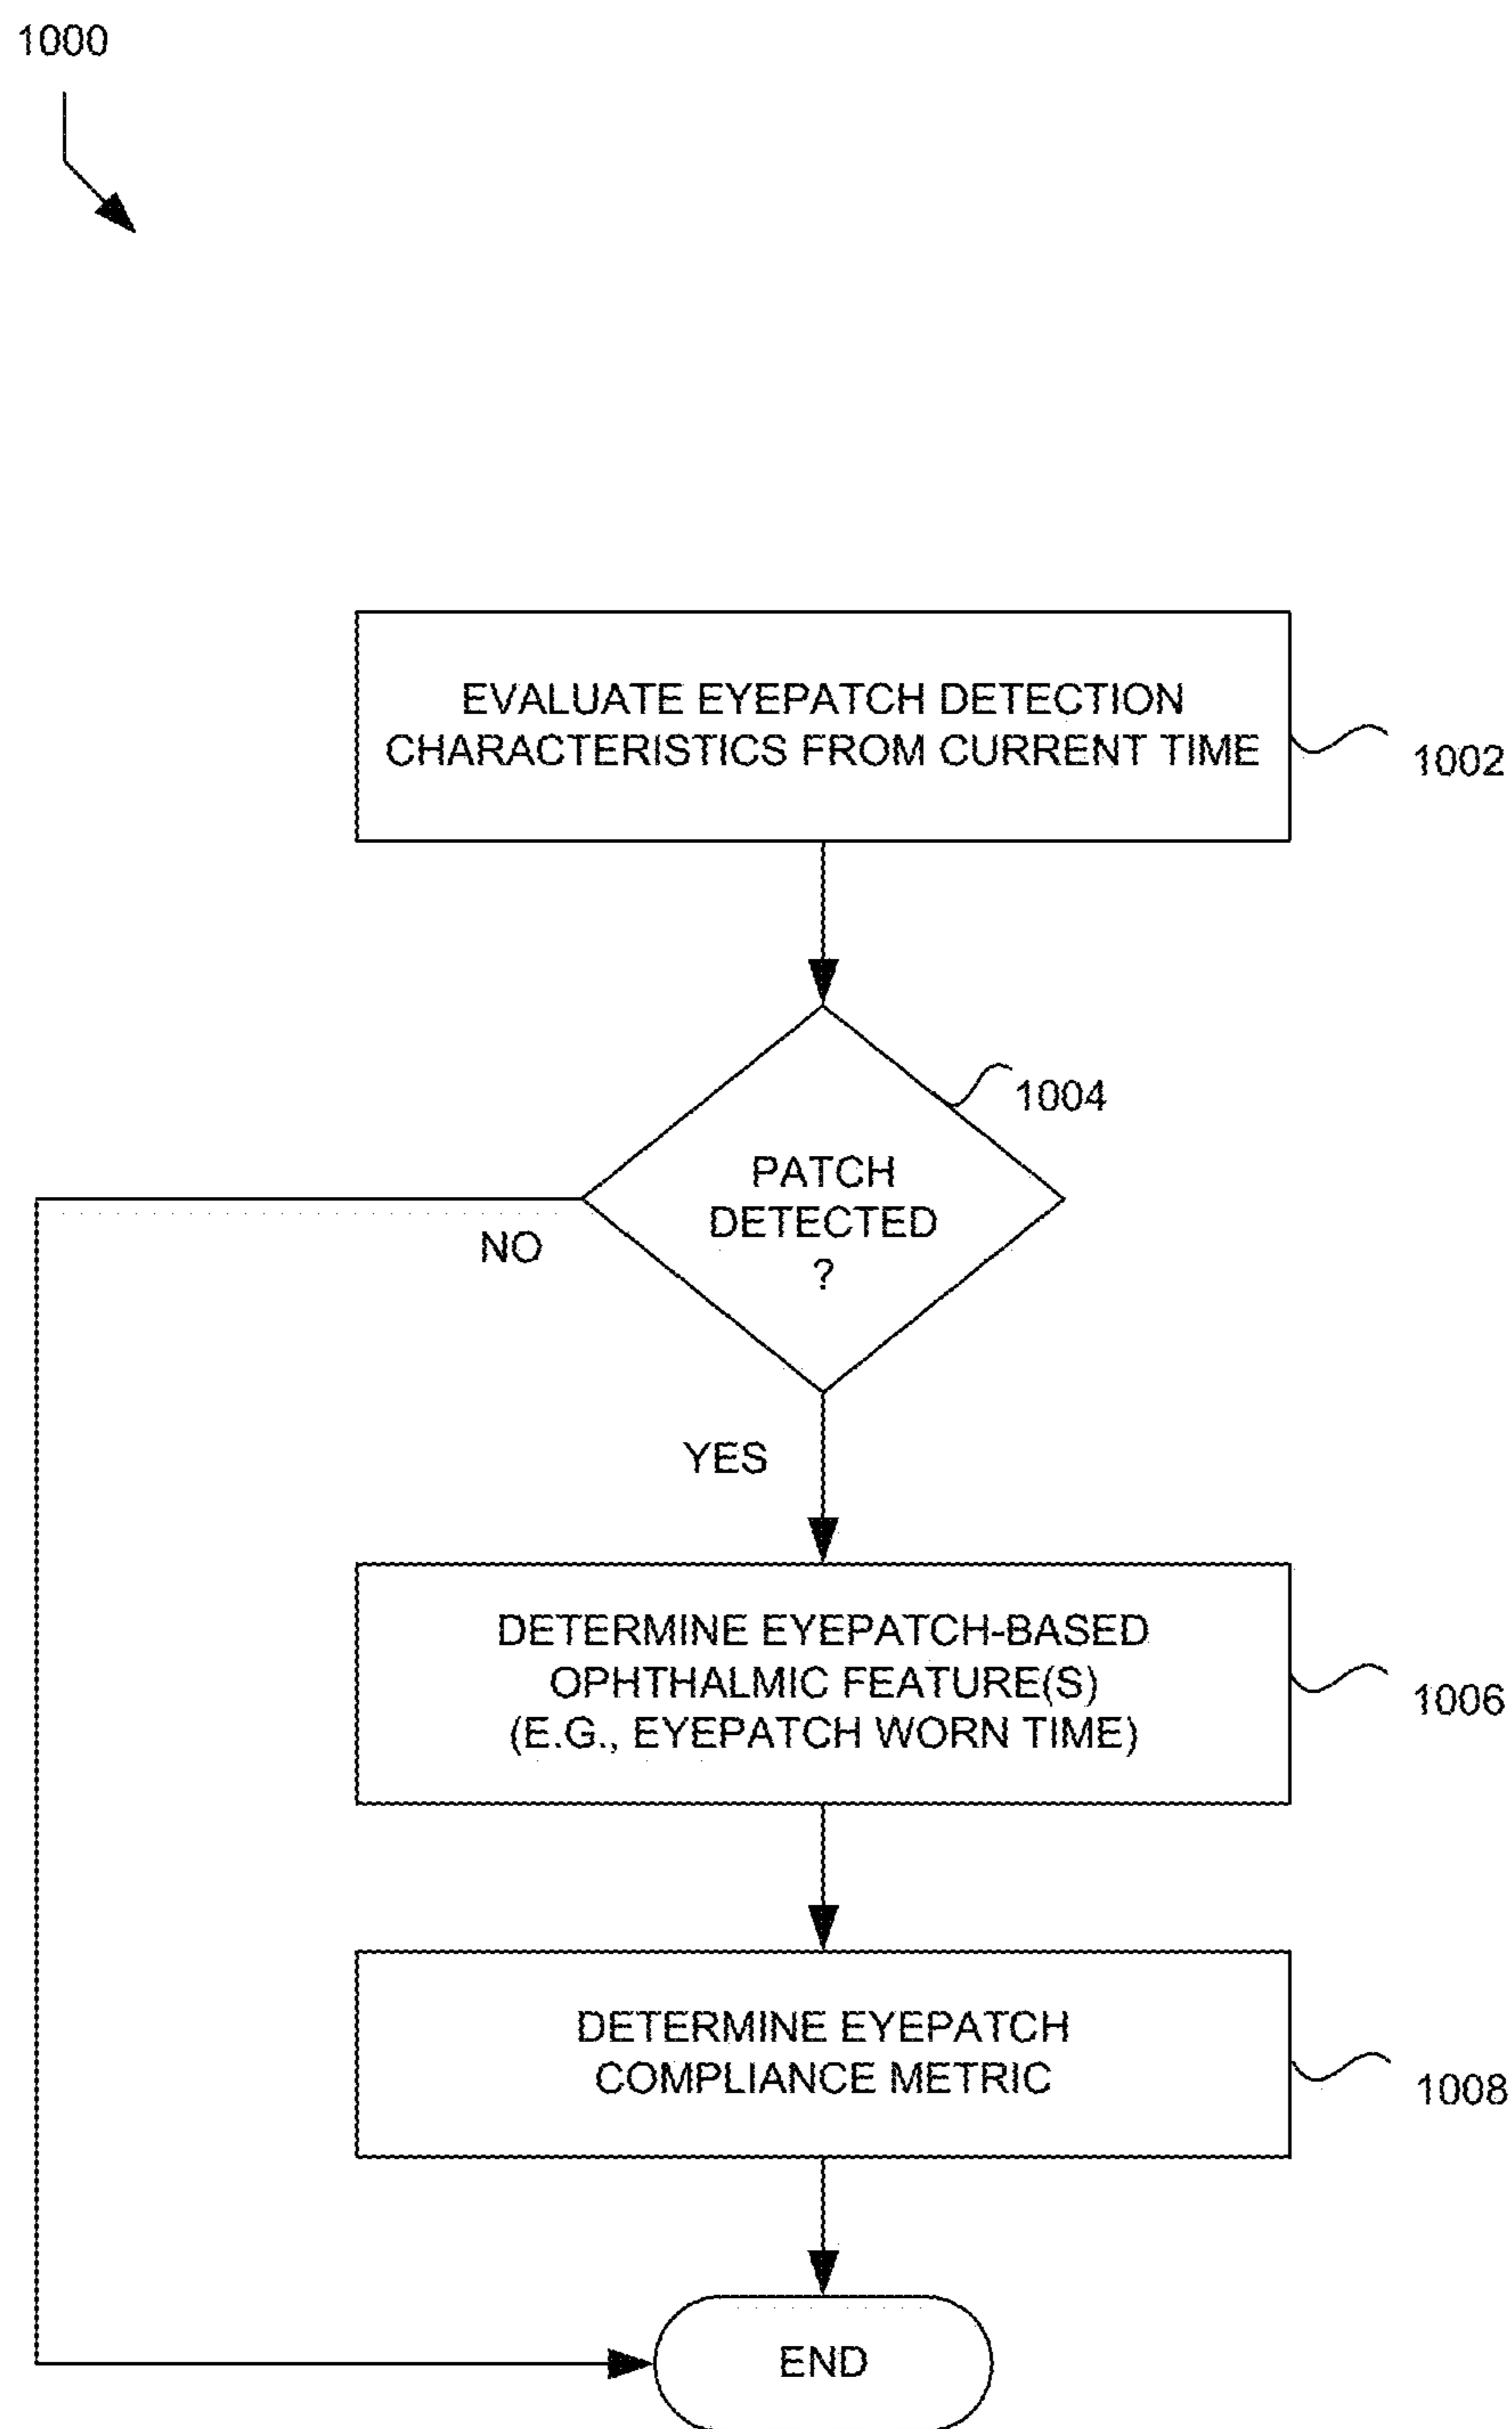 1000
EVALUATE EYEPATCH DETECTION
CHARACTERISTICS FROM CURRENT TIME
1002
1004
PATCH
DETECTED
?
NO
YES
DETERMINE EYEPATCH-BASED
OPHTHALMIC FEATURE(S)
(E.G., EYEPATCH WORN TIME)
1006
DETERMINE EYEPATCH
COMPLIANCE METRIC
1008
END